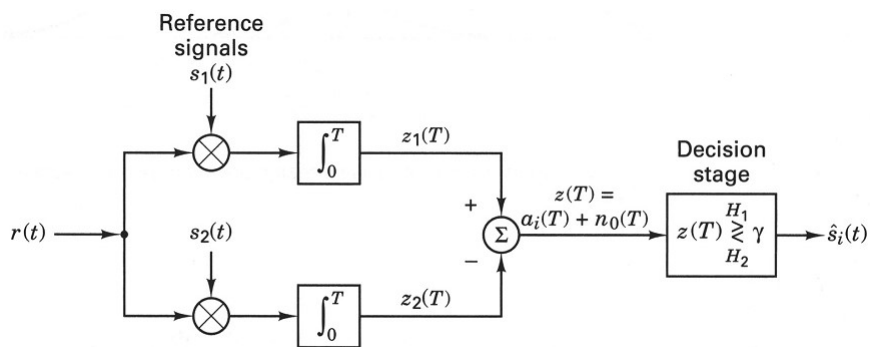 Reference
signals
s₁(t)
∫₀ᵀ
z₁(T)
Decision
stage
r(t)
s₂(t)
+
−
Σ
z(T) =
aᵢ(T) + n₀(T)
H₁
z(T) ≷ γ
H₂
ŝᵢ(t)
∫₀ᵀ
z₂(T)